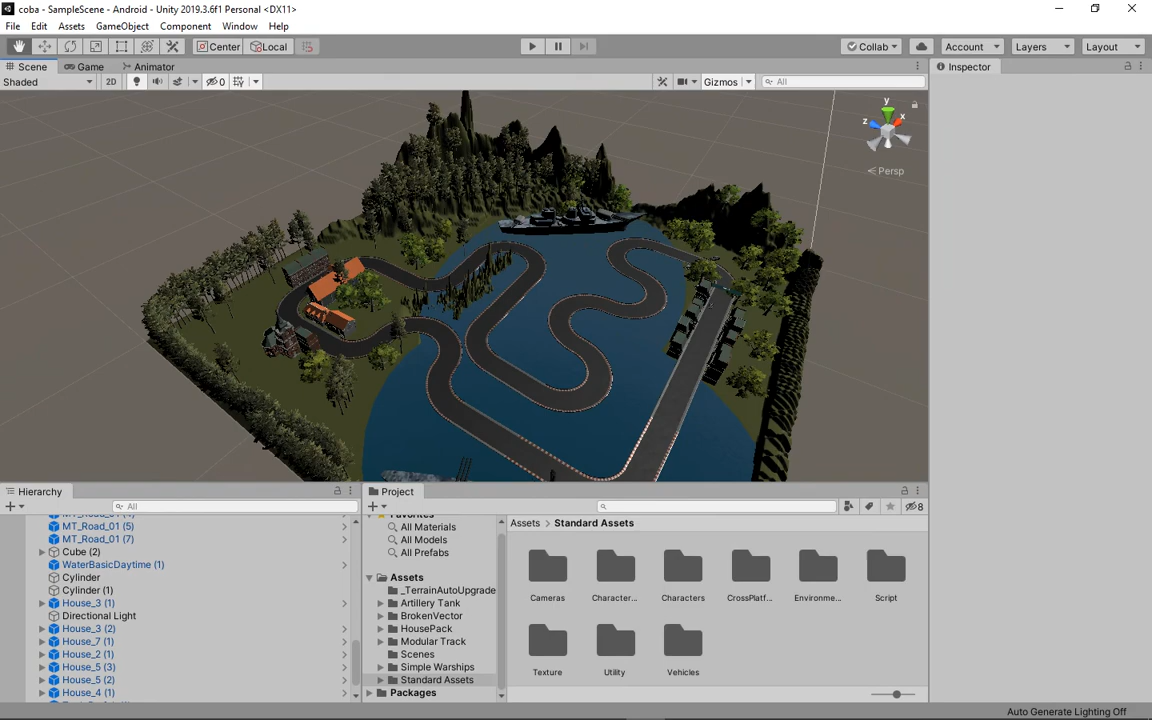 coba - SampleScene - Android - Unity 2019.3.6f1 Personal <DX11>
File Edit Assets GameObject Component Window Help
Center Local Collab Account Layers Layout
Scene Game Animator Inspector
Shaded 2D 0 Gizmos All
y
z x
Persp
Hierarchy Project
All 8
MT_Road_01 (5)
MT_Road_01 (7)
Cube (2)
WaterBasicDaytime (1)
Cylinder
Cylinder (1)
House_3 (1)
Directional Light
House_3 (2)
House_7 (1)
House_2 (1)
House_5 (3)
House_5 (2)
House_4 (1)
Favorites
All Materials
All Models
All Prefabs
Assets
_TerrainAutoUpgrade
Artillery Tank
BrokenVector
HousePack
Modular Track
Scenes
Simple Warships
Standard Assets
Packages
Assets > Standard Assets
Cameras Character... Characters CrossPlatf... Environme... Script
Texture Utility Vehicles
Auto Generate Lighting Off